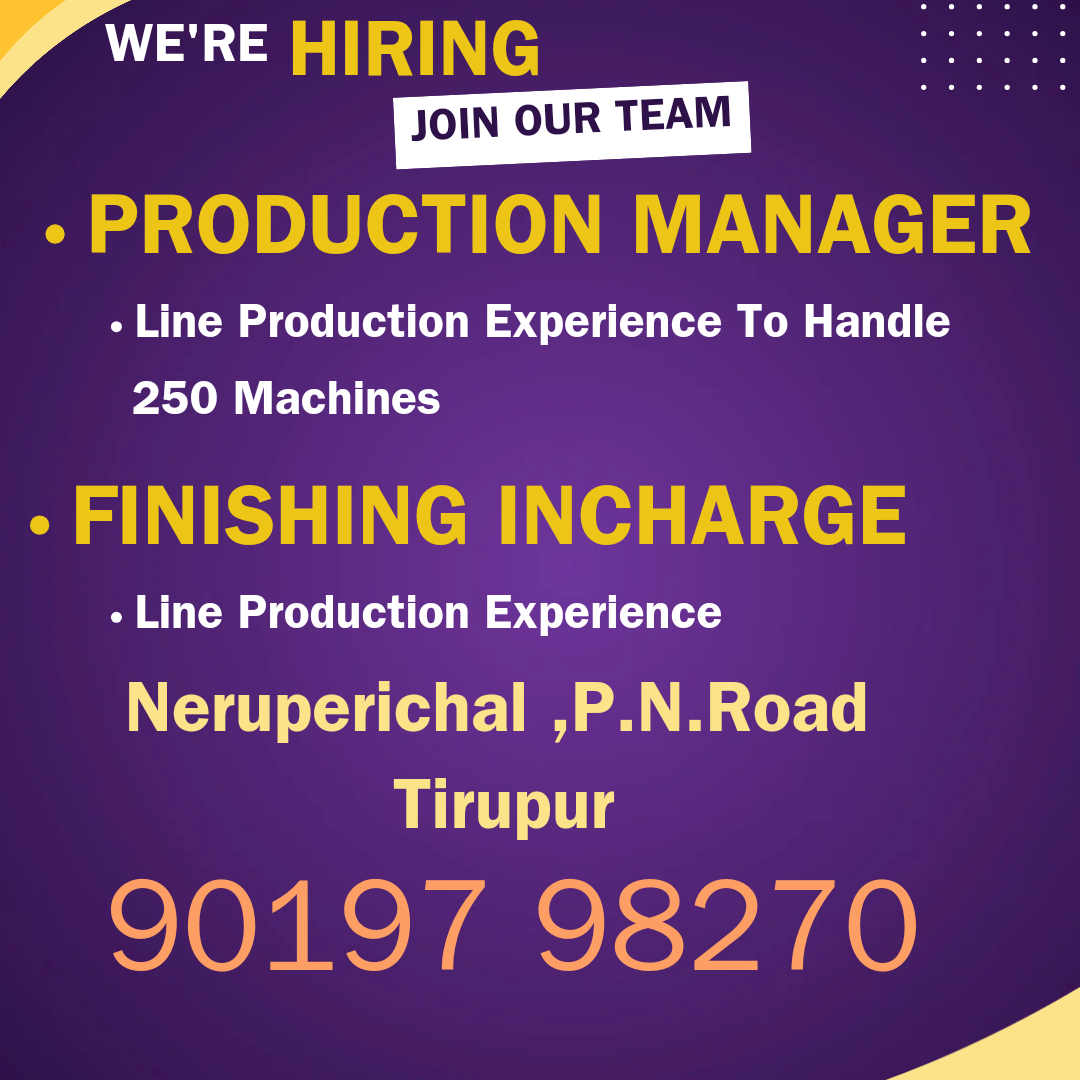 WE'RE HIRING
JOIN OUR TEAM
• PRODUCTION MANAGER
• Line Production Experience To Handle
250 Machines
• FINISHING INCHARGE
• Line Production Experience
Neruperichal ,P.N.Road
Tirupur
90197 98270